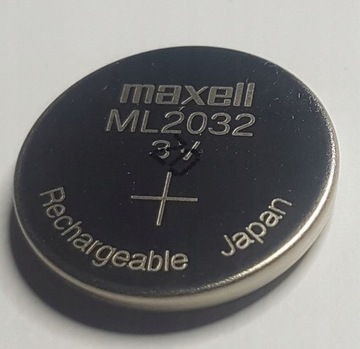 maxell
ML2032
3V
+
Rechargeable Japan